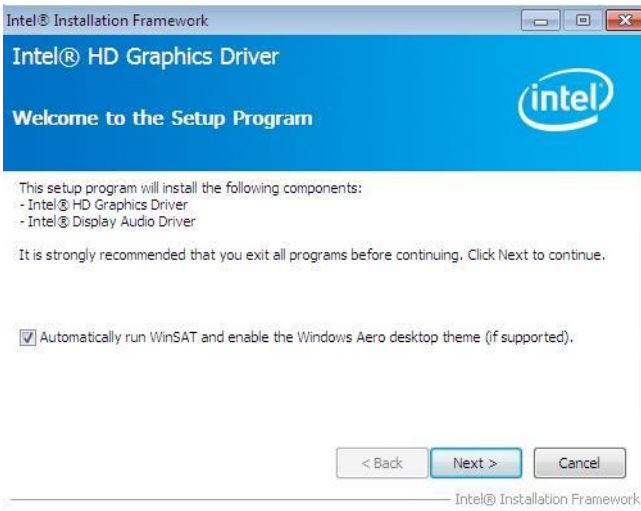 Intel® Installation Framework
Intel® HD Graphics Driver
intel
Welcome to the Setup Program
This setup program will install the following components:
- Intel® HD Graphics Driver
- Intel® Display Audio Driver
It is strongly recommended that you exit all programs before continuing. Click Next to continue.
Automatically run WinSAT and enable the Windows Aero desktop theme (if supported).
< Back Next > Cancel
Intel® Installation Framework